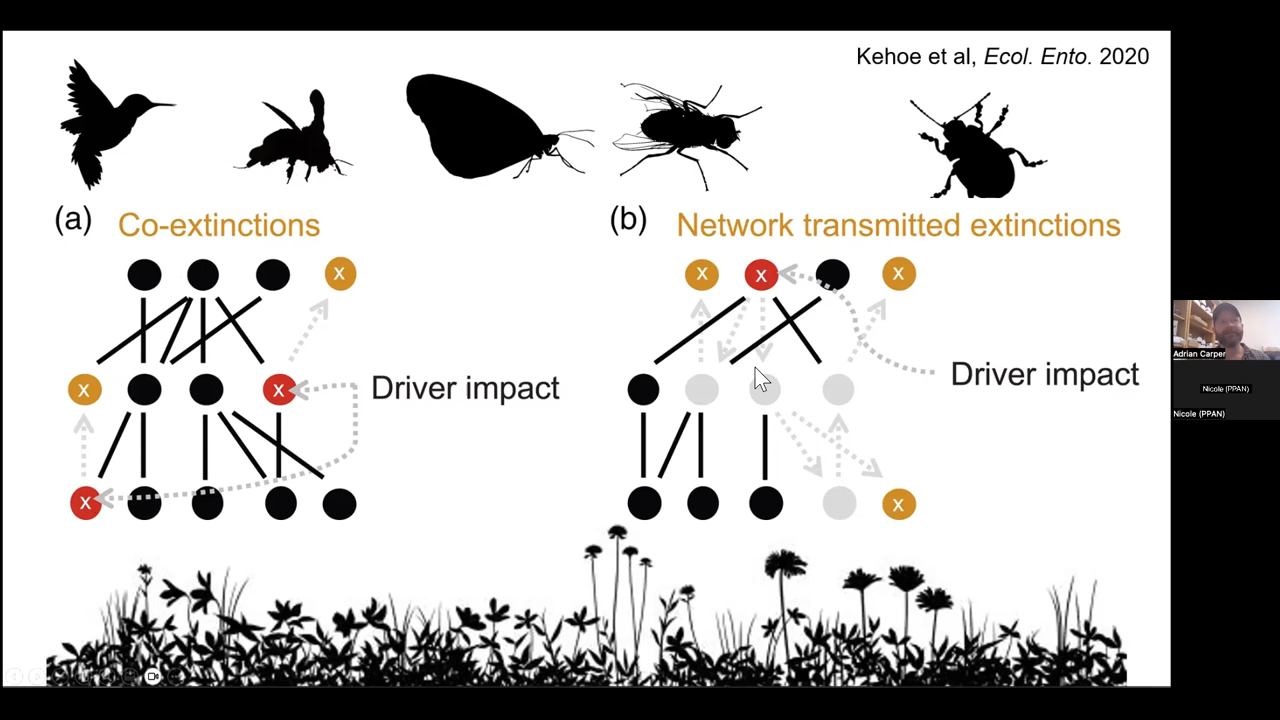 Kehoe et al, Ecol. Ento. 2020
(a) Co-extinctions
(b) Network transmitted extinctions
x
x x x
x x
Driver impact
Driver impact
x
x
Adrian Carper
Nicole (PPAN)
Nicole (PPAN)